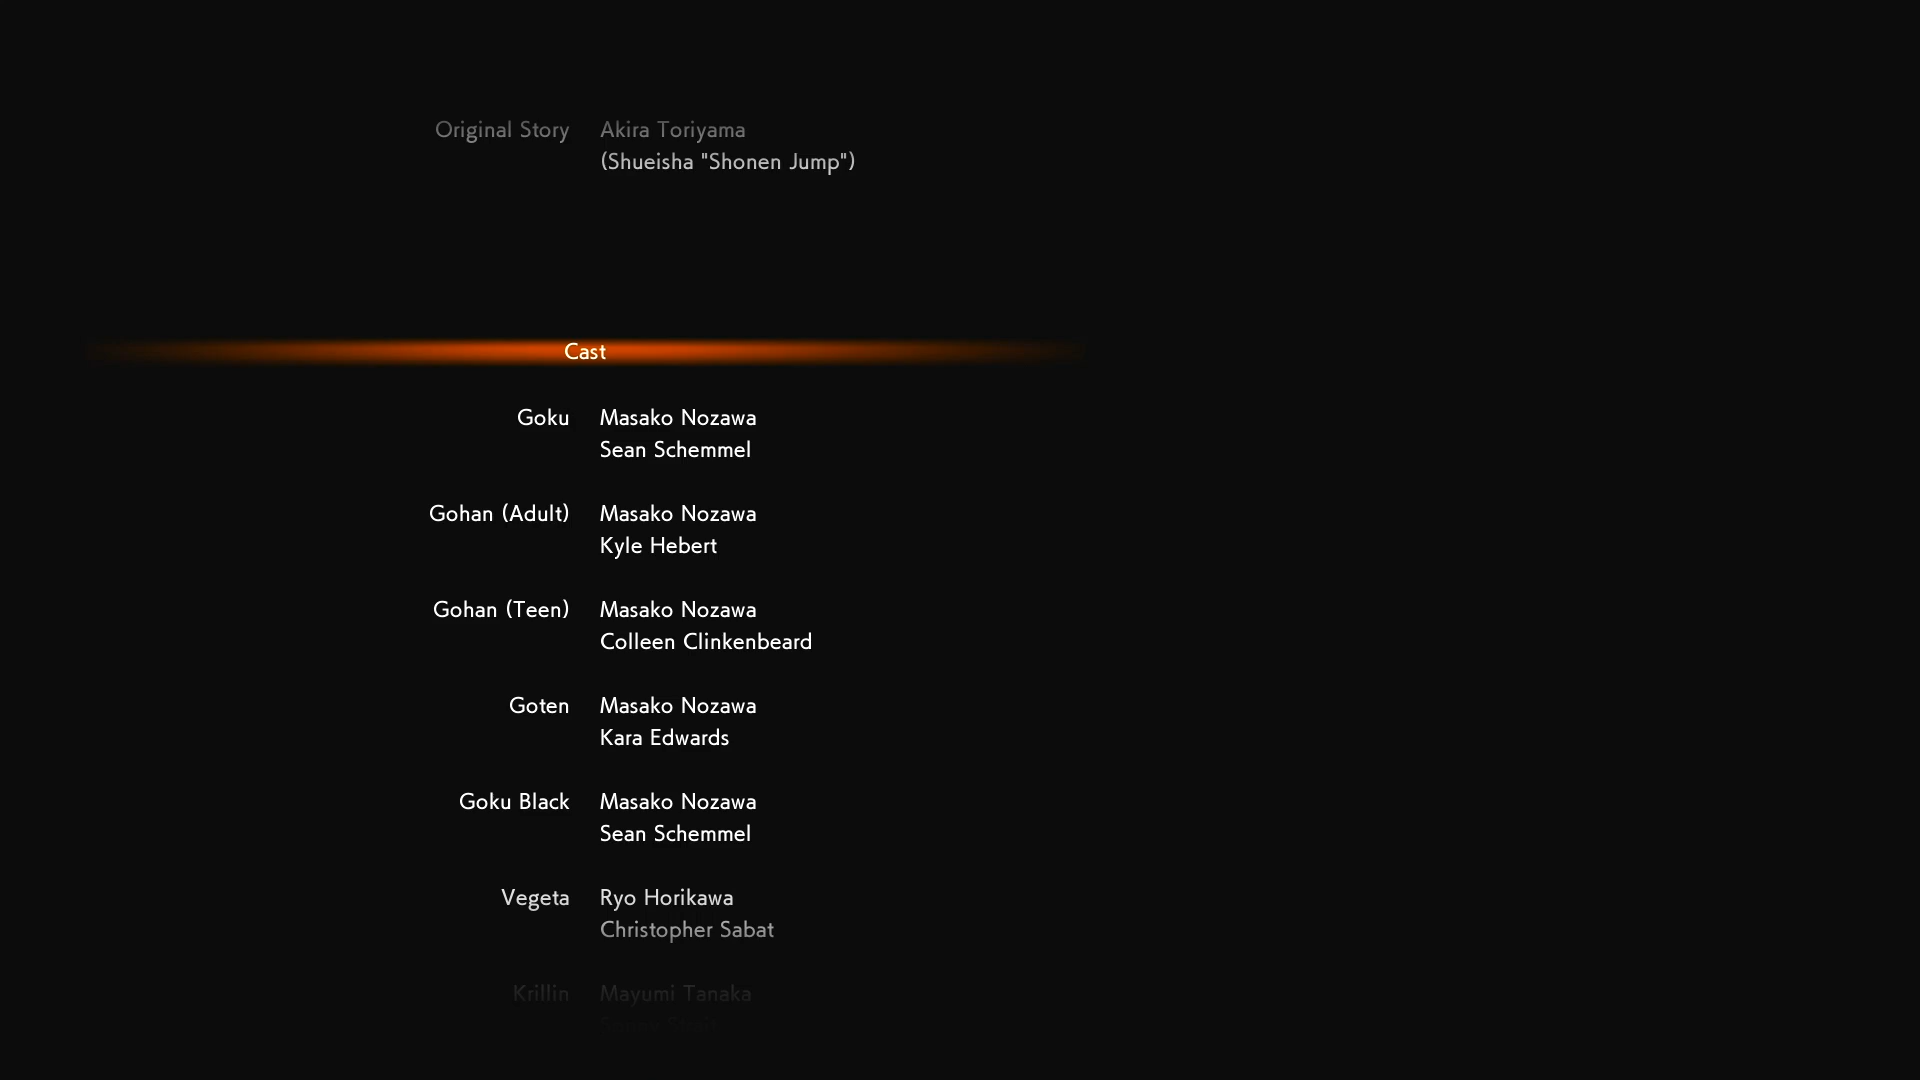 Original Story Akira Toriyama
(Shueisha "Shonen Jump")
Cast
Goku Masako Nozawa
Sean Schemmel
Gohan (Adult) Masako Nozawa
Kyle Hebert
Gohan (Teen) Masako Nozawa
Colleen Clinkenbeard
Goten Masako Nozawa
Kara Edwards
Goku Black Masako Nozawa
Sean Schemmel
Vegeta Ryo Horikawa
Christopher Sabat
Krillin Mayumi Tanaka